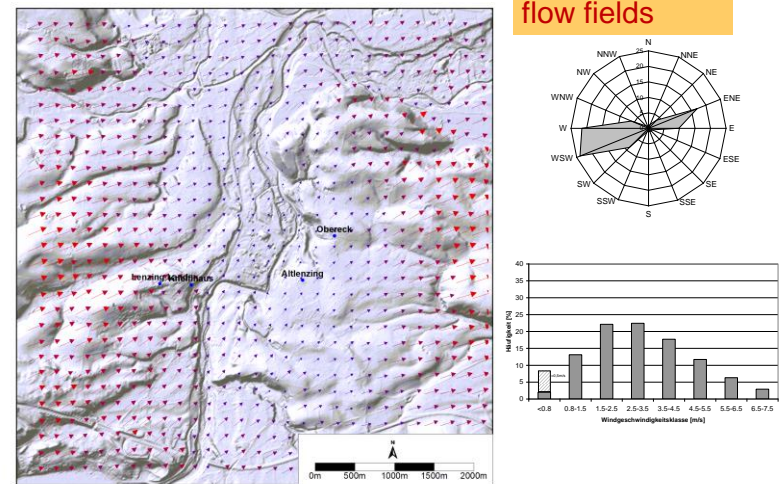 flow fields
N
NNE
NE
ENE
E
ESE
SE
SSE
S
SSW
SW
WSW
W
WNW
NW
NNW
25
20
15
10
5
Obereck
Lenzing
Altlenzing
N
0m 500m 1000m 1500m 2000m
Häufigkeit [%]
40
35
30
25
20
15
10
5
0
<0.8 0.8-1.5 1.5-2.5 2.5-3.5 3.5-4.5 4.5-5.5 5.5-6.5 6.5-7.5
Windgeschwindigkeitsklasse [m/s]